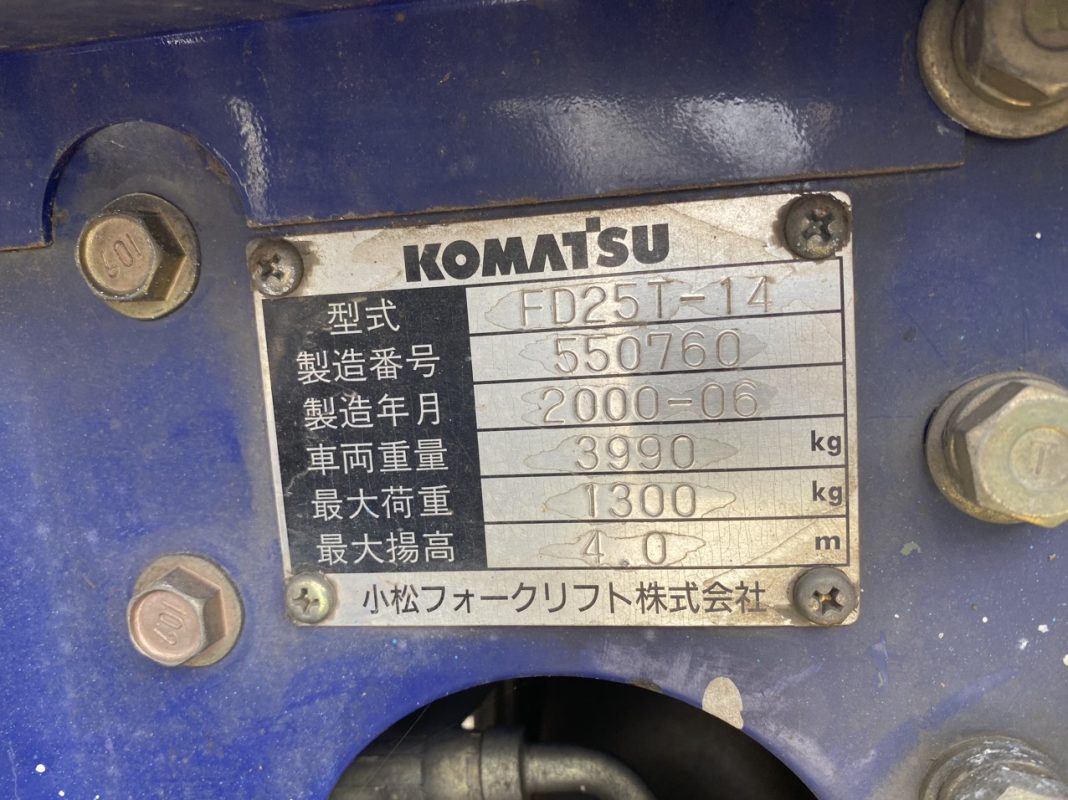 KOMATSU
型式 FD25T-14
製造番号 550760
製造年月 2000-06
車両重量 3990 kg
最大荷重 1300 kg
最大揚高 4.0 m
小松フォークリフト株式会社
107